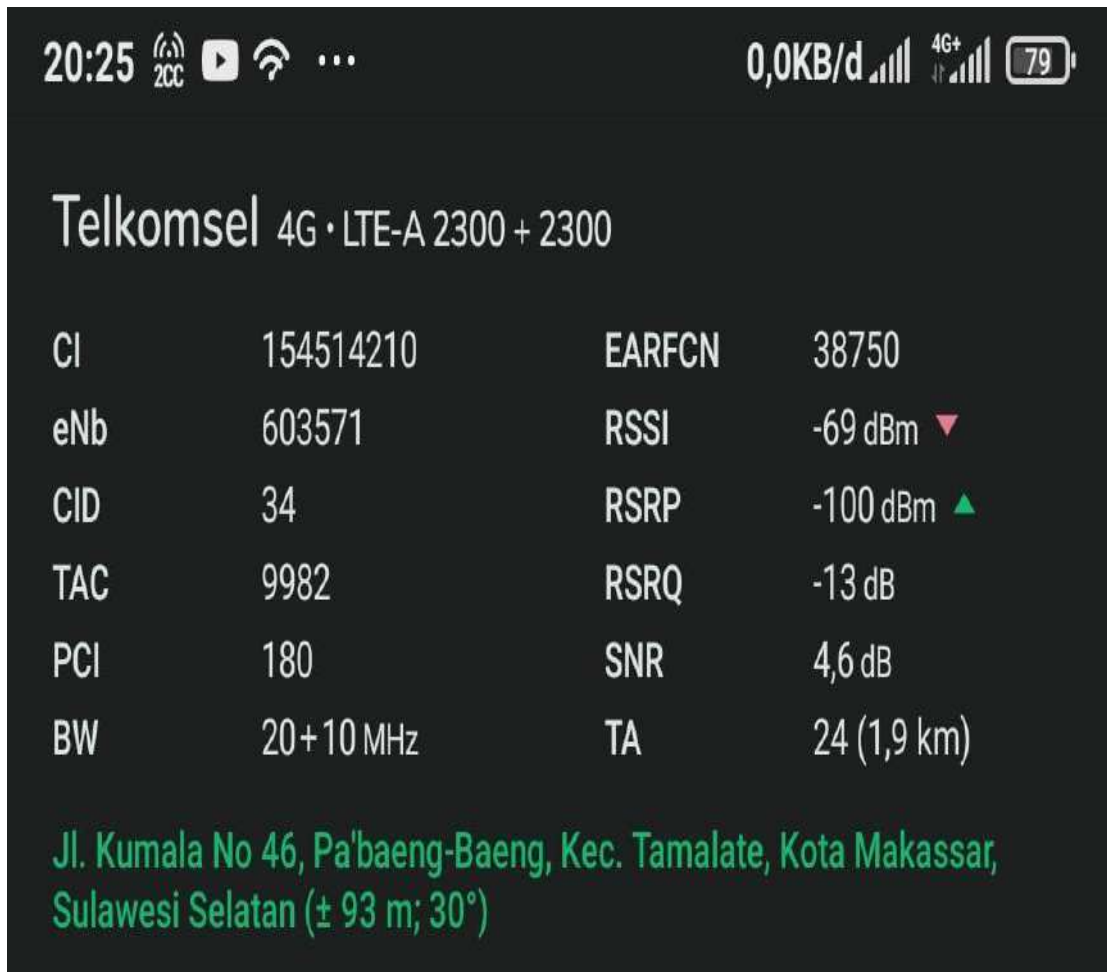 20:25 2CC ... 0,0KB/d 4G+ 79
Telkomsel 4G • LTE-A 2300 + 2300
CI 154514210 EARFCN 38750
eNb 603571 RSSI -69 dBm
CID 34 RSRP -100 dBm
TAC 9982 RSRQ -13 dB
PCI 180 SNR 4,6 dB
BW 20+10 MHz TA 24 (1,9 km)
Jl. Kumala No 46, Pa'baeng-Baeng, Kec. Tamalate, Kota Makassar,
Sulawesi Selatan (± 93 m; 30°)